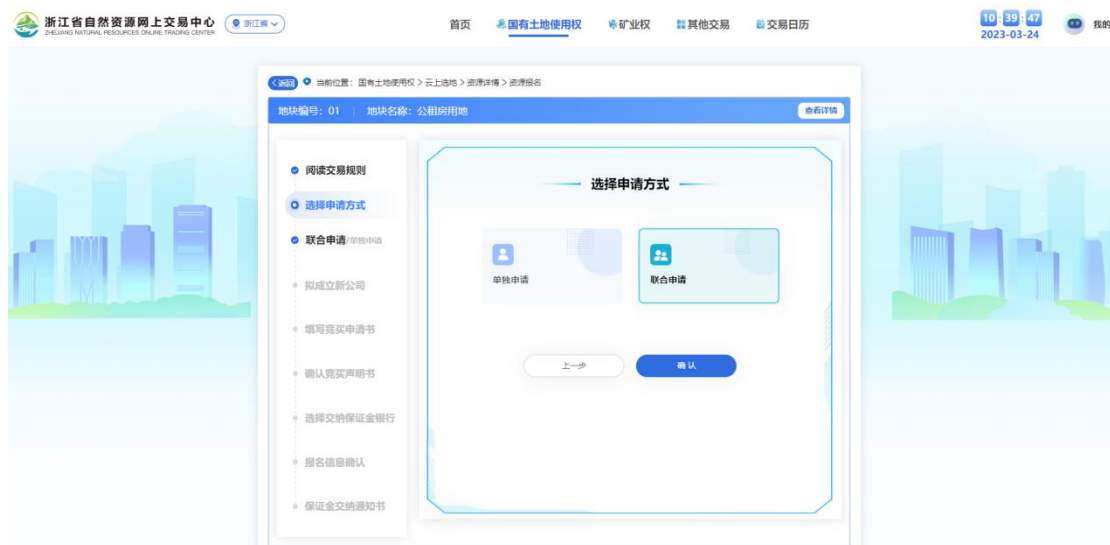 浙江省自然资源网上交易中心
ZHEJIANG NATURAL RESOURCES ONLINE TRADING CENTER
浙江省
首页 国有土地使用权 矿业权 其他交易 交易日历
10 : 39 : 47
2023-03-24
我的
返回 当前位置：国有土地使用权 > 云上选地 > 资源详情 > 资源报名
地块编号：01 | 地块名称：公租房用地 查看详情
阅读交易规则
选择申请方式
联合申请/单独申请
拟成立新公司
填写竞买申请书
确认竞买声明书
选择交纳保证金银行
报名信息确认
保证金交纳通知书
选择申请方式
单独申请 联合申请
上一步 确认